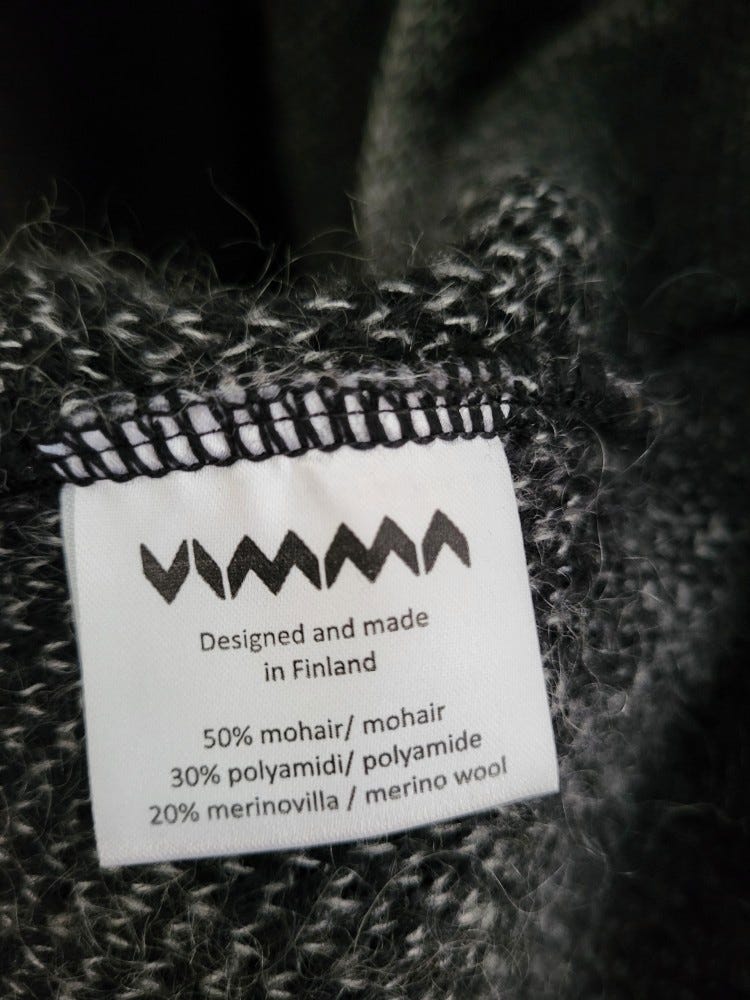 VIMMA
Designed and made
in Finland
50% mohair/ mohair
30% polyamidi/ polyamide
20% merinovilla / merino wool